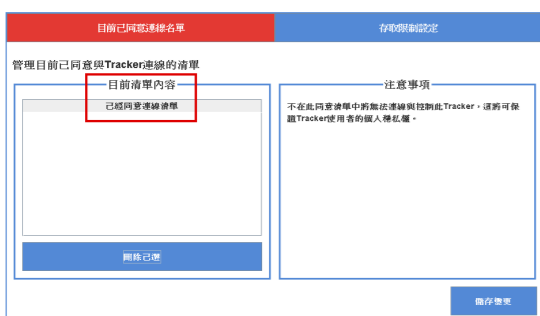 目前已同意連線名單
存取限制設定
管理目前已同意與Tracker連線的清單
目前清單內容
已經同意連線清單
刪除已選
注意事項
不在此同意清單中將無法連線與控制此Tracker，這將可保
證Tracker使用者的個人穩私權。
儲存變更